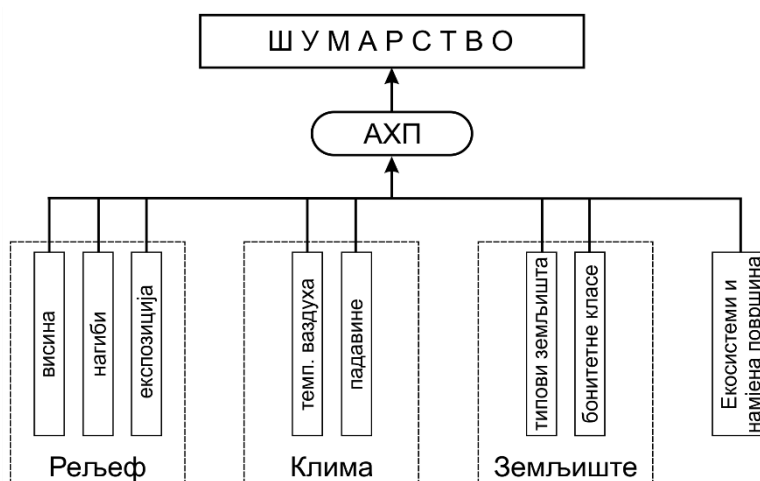 ШУМАРСТВО
АХП
висина
нагиби
експозиција
темп. ваздуха
падавине
типови земљишта
бонитетне класе
Екосистеми и
намјена површина
Рељеф
Клима
Земљиште